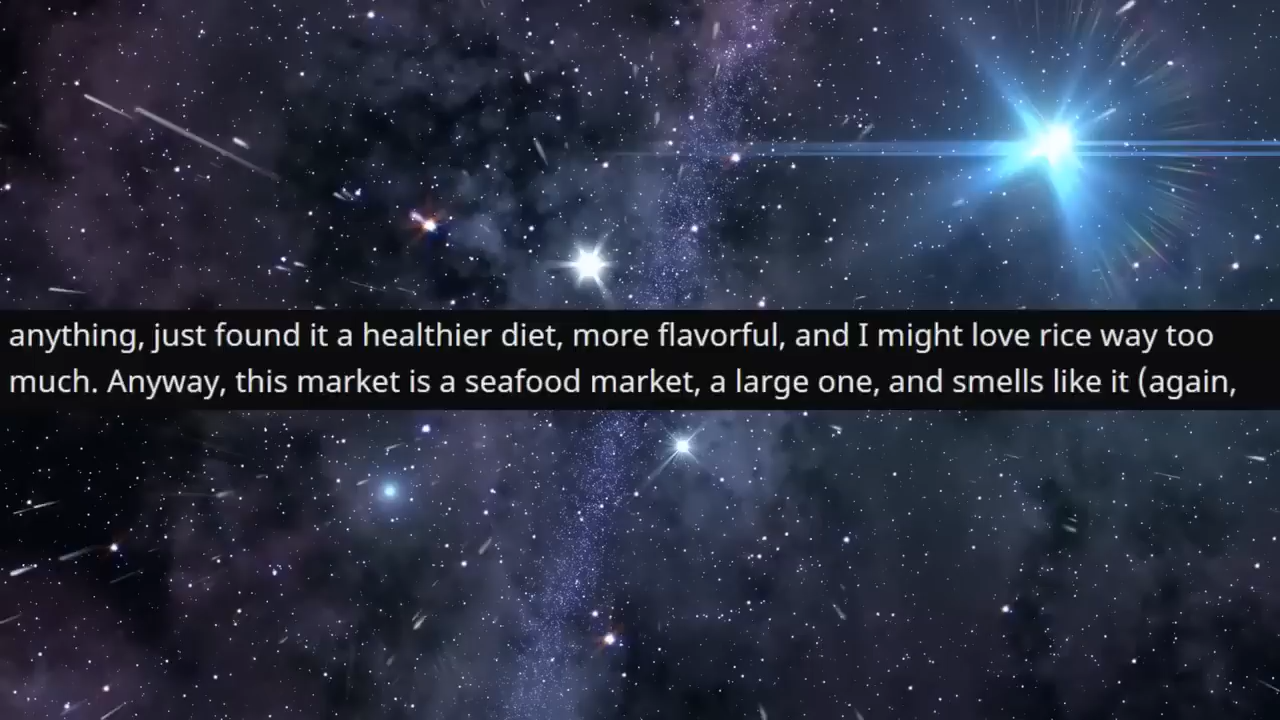 anything, just found it a healthier diet, more flavorful, and I might love rice way too
much. Anyway, this market is a seafood market, a large one, and smells like it (again,